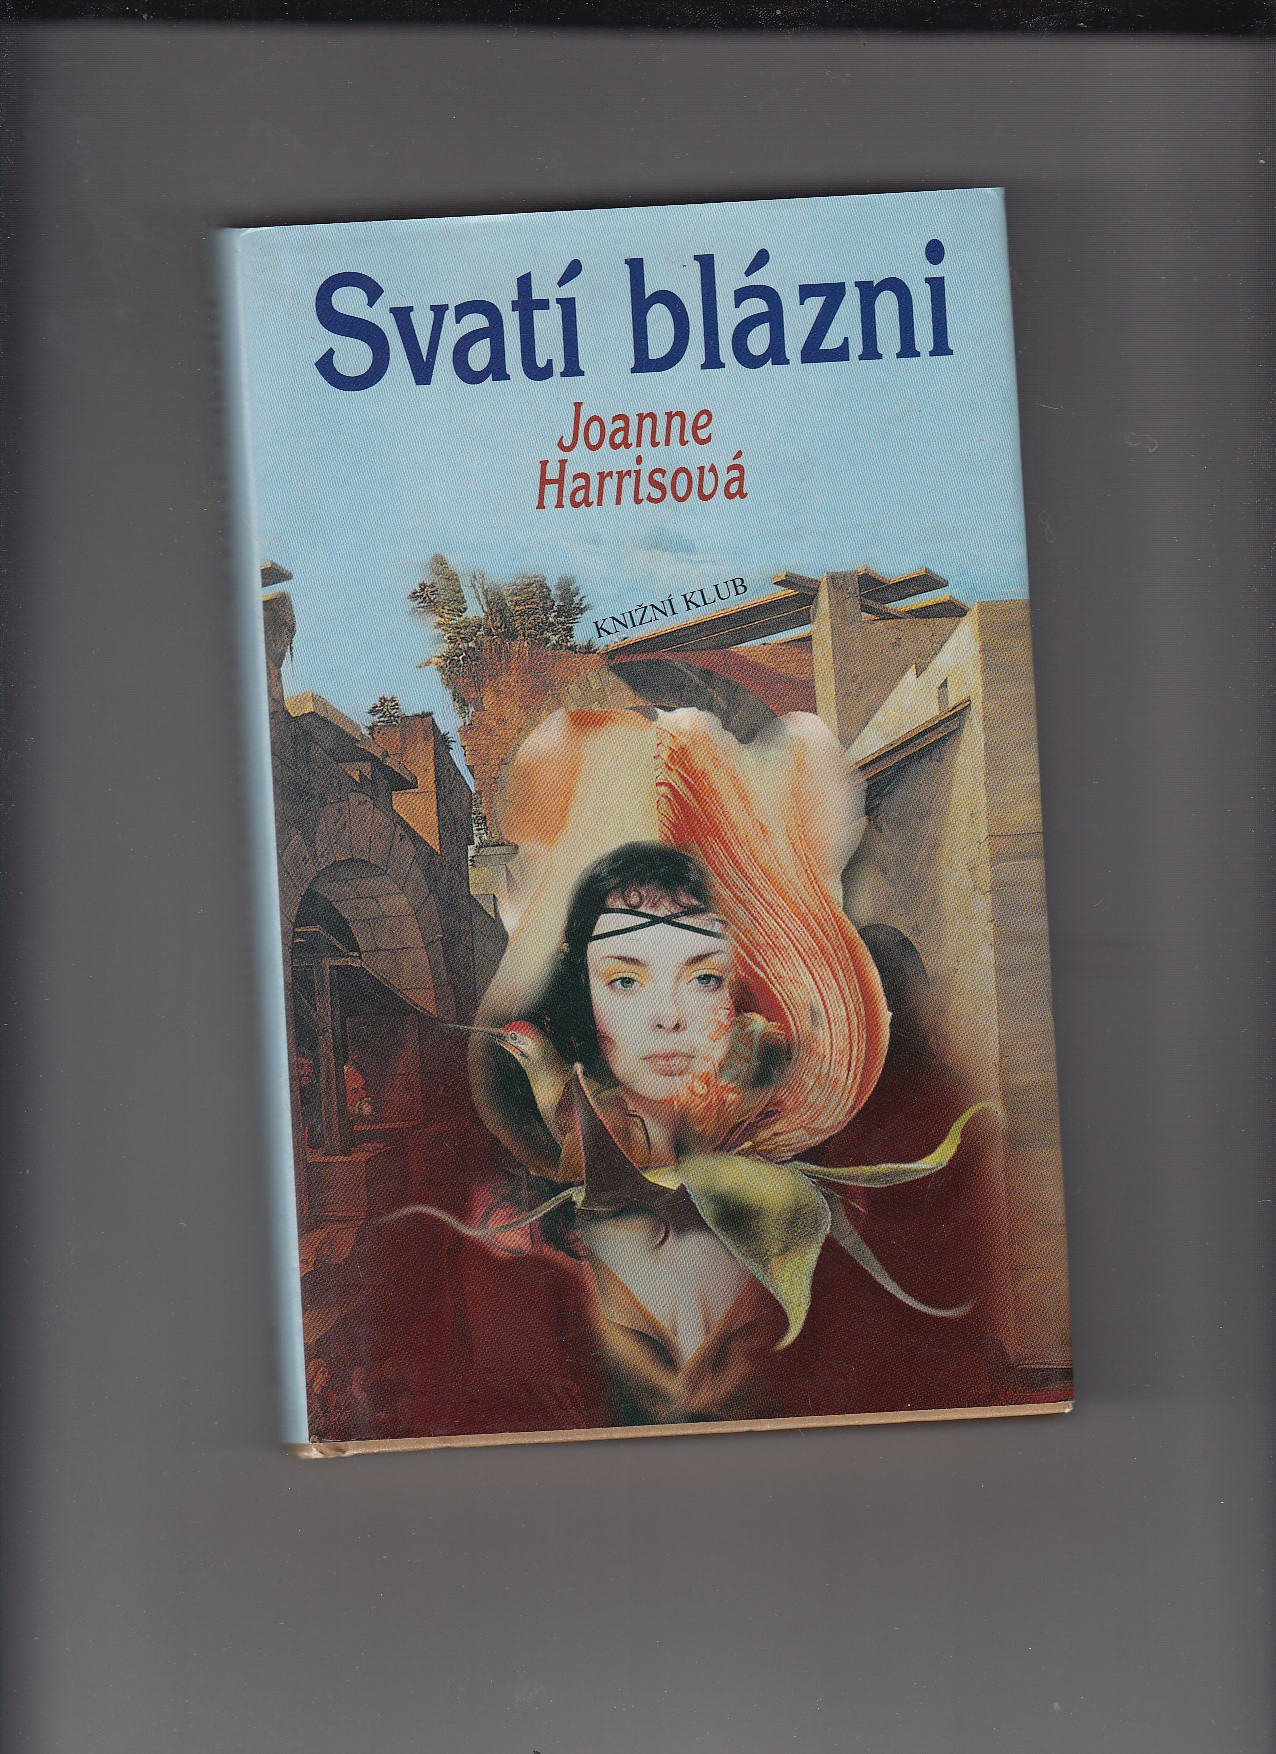 Svatí blázni
Joanne
Harrisová
KNIŽNÍ KLUB